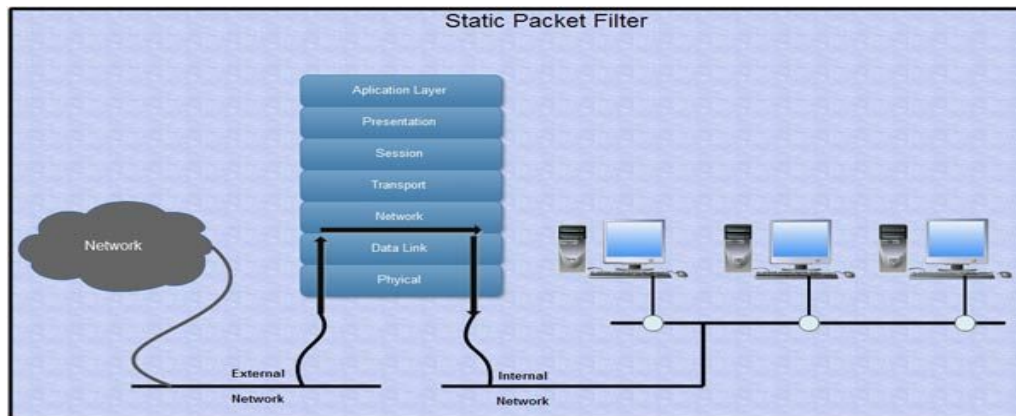 Static Packet Filter
Aplication Layer
Presentation
Session
Transport
Network
Data Link
Phyical
Network
External
Network
Internal
Network